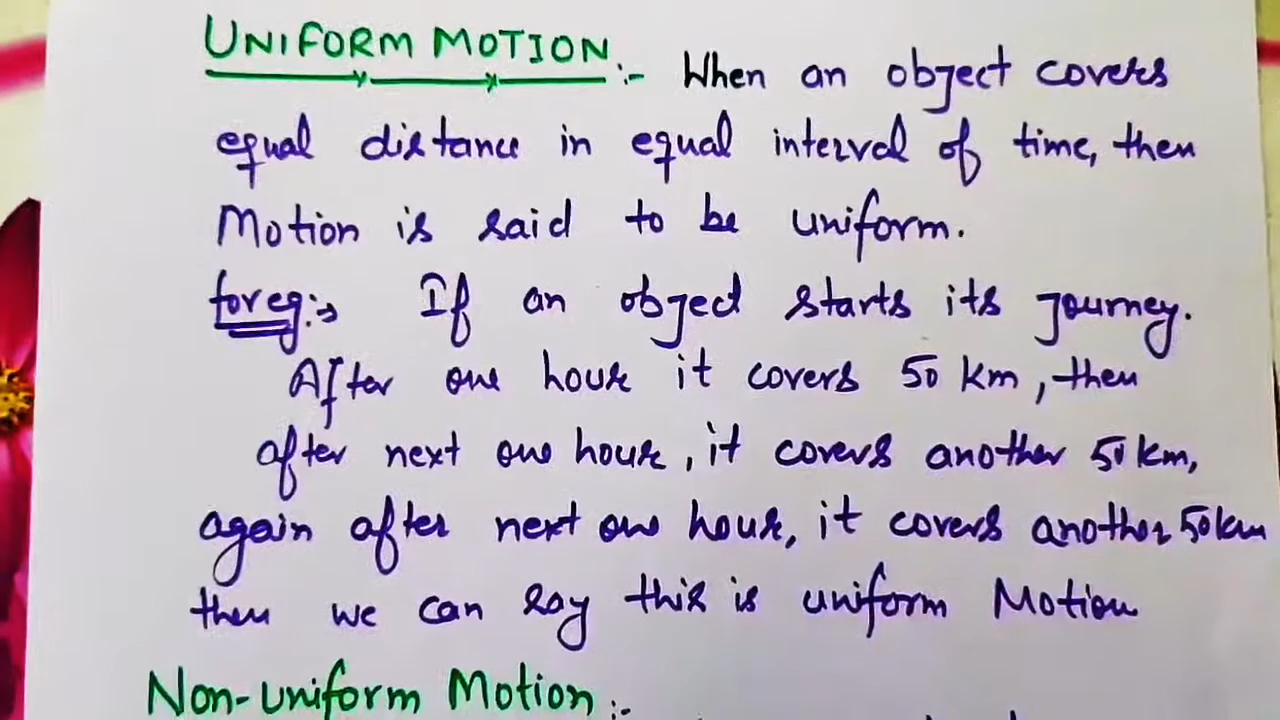 UNIFORM MOTION :- When an object covers
equal distance in equal interval of time, then
Motion is said to be uniform.
for eg:→ If an object starts its journey.
After one hour it covers 50 km, then
after next one hour, it covers another 50 km,
again after next one hour, it covers another 50km
then we can say this is uniform Motion
Non-uniform Motion :-